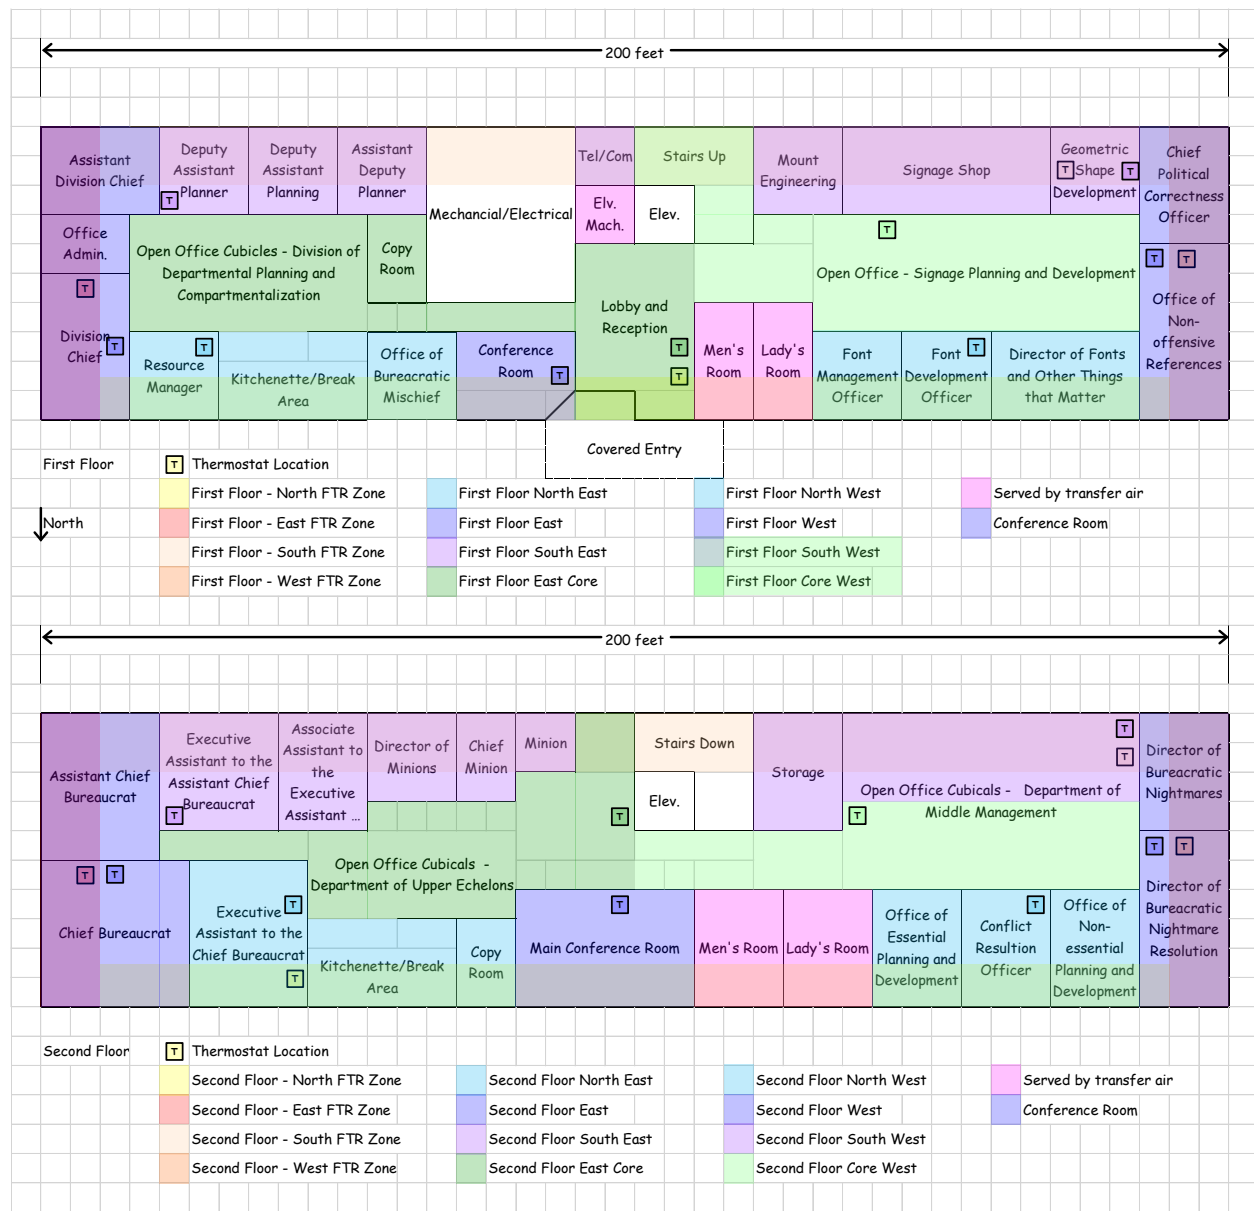 200 feet
Assistant
Division Chief
Deputy
Assistant
Planner
T
Deputy
Assistant
Planning
Assistant
Deputy
Planner
Mechancial/Electrical
Tel/Com
Stairs Up
Elv.
Mach.
Elev.
Mount
Engineering
Signage Shop
Geometric
Shape
Development
T
T
Chief
Political
Correctness
Officer
Office
Admin.
Open Office Cubicles - Division of
Departmental Planning and
Compartmentalization
Copy
Room
Lobby and
Reception
T
T
T
Open Office - Signage Planning and Development
T
T
Office of
Non-
offensive
References
T
Division
Chief
T
T
Resource
Manager
Kitchenette/Break
Area
Office of
Bureacratic
Mischief
Conference
Room
T
Men's
Room
Lady's
Room
Font
Management
Officer
Font
Development
Officer
T
Director of Fonts
and Other Things
that Matter
Covered Entry
First Floor
T
Thermostat Location
First Floor - North FTR Zone
First Floor North East
First Floor North West
Served by transfer air
North
First Floor - East FTR Zone
First Floor East
First Floor West
Conference Room
First Floor - South FTR Zone
First Floor South East
First Floor South West
First Floor - West FTR Zone
First Floor East Core
First Floor Core West
200 feet
Assistant Chief
Bureaucrat
Executive
Assistant to the
Assistant Chief
Bureaucrat
T
Associate
Assistant to
the
Executive
Assistant ...
Director of
Minions
Chief
Minion
Minion
Stairs Down
Elev.
T
Storage
T
T
Open Office Cubicals -   Department of
Middle Management
T
Director of
Bureacratic
Nightmares
T
T
Chief Bureaucrat
Executive
Assistant to the
Chief Bureaucrat
T
T
Open Office Cubicals  -
Department of Upper Echelons
Kitchenette/Break
Area
Copy
Room
T
Main Conference Room
Men's Room
Lady's Room
Office of
Essential
Planning and
Development
T
Conflict
Resultion
Officer
Office of
Non-
essential
Planning and
Development
T
T
Director of
Bureacratic
Nightmare
Resolution
Second Floor
T
Thermostat Location
Second Floor - North FTR Zone
Second Floor North East
Second Floor North West
Served by transfer air
Second Floor - East FTR Zone
Second Floor East
Second Floor West
Conference Room
Second Floor - South FTR Zone
Second Floor South East
Second Floor South West
Second Floor - West FTR Zone
Second Floor East Core
Second Floor Core West